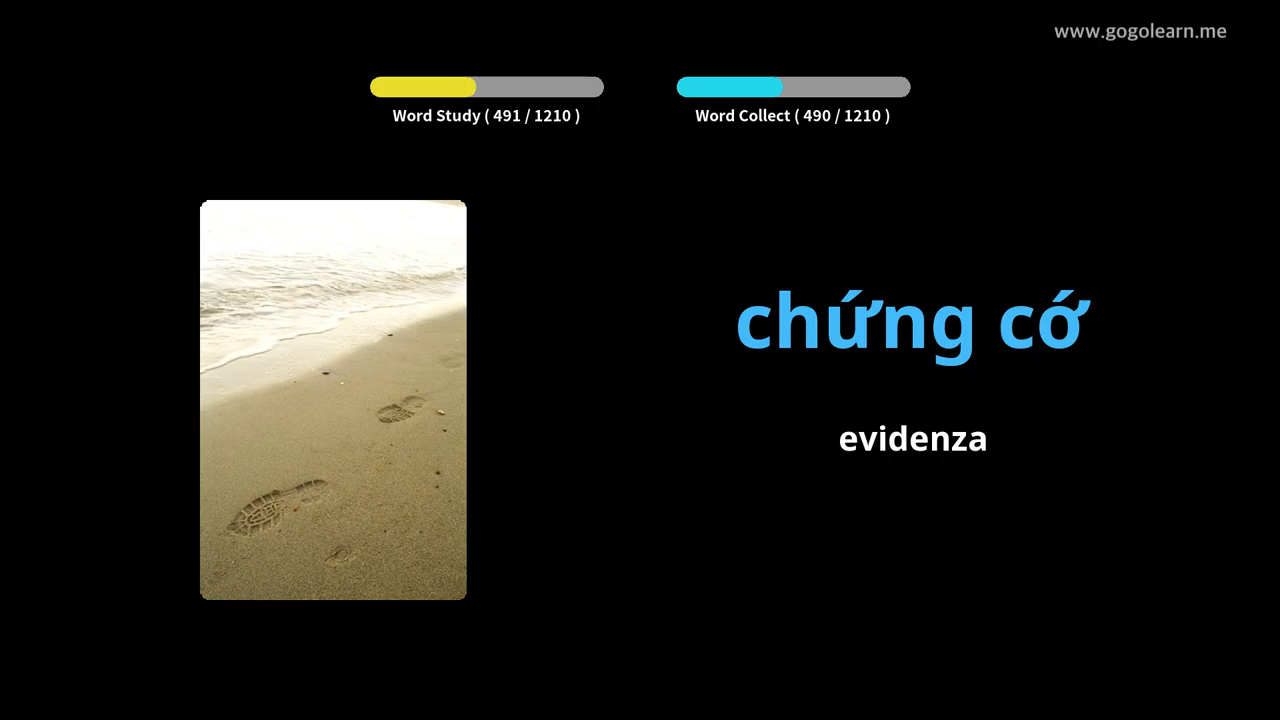 www.gogolearn.me
Word Study ( 491 / 1210 )
Word Collect ( 490 / 1210 )
chứng cớ
evidenza